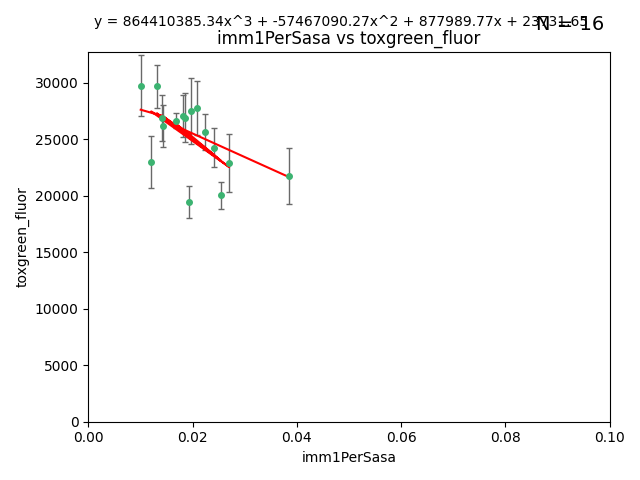 y = 864410385.34x^3 + -57467090.27x^2 + 877989.77x + 
N = 16
imm1PerSasa vs toxgreen_fluor
30000
25000
20000
15000
10000
5000
0
toxgreen_fluor
0.00 0.02 0.04 0.06 0.08 0.10
imm1PerSasa